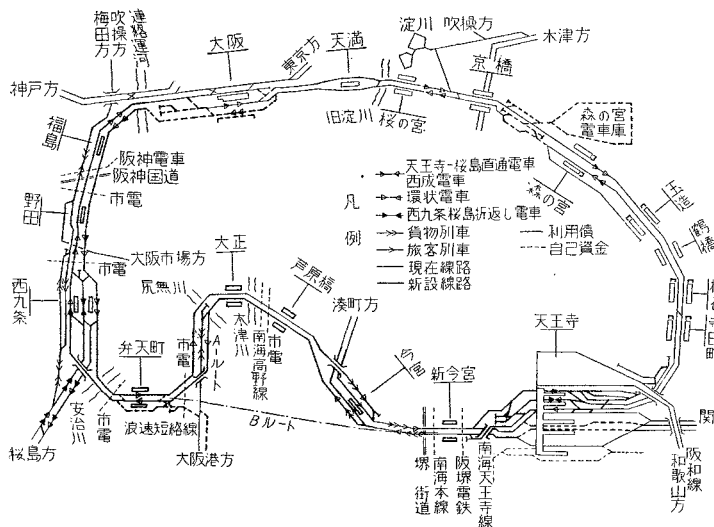 梅田方
吹操方
連絡運河
大阪
東京方
天満
淀川
吹操方
木津方
京橋
神戸方
旧淀川
桜の宮
森の宮
電車庫
福島
阪神電車
阪神国道
市電
野田
森の宮
玉造
鶴橋
凡例
天王寺-桜島直通電車
西成電車
環状電車
西九条桜島折返し電車
貨物列車
旅客列車
現在線路
新設線路
利用債
自己資金
市電
大阪市場方
西九条
大正
芦原橋
尻無川
木津川
南海高野線
市電
湊町方
今宮
天王寺
寺田町
弁天町
市電
Aルート
新今宮
安治川
市電
浪速短絡線
Bルート
桜島方
大阪港方
堺街道
南海本線
阪堺電鉄
南海天王寺線
関
阪和線
和歌山方